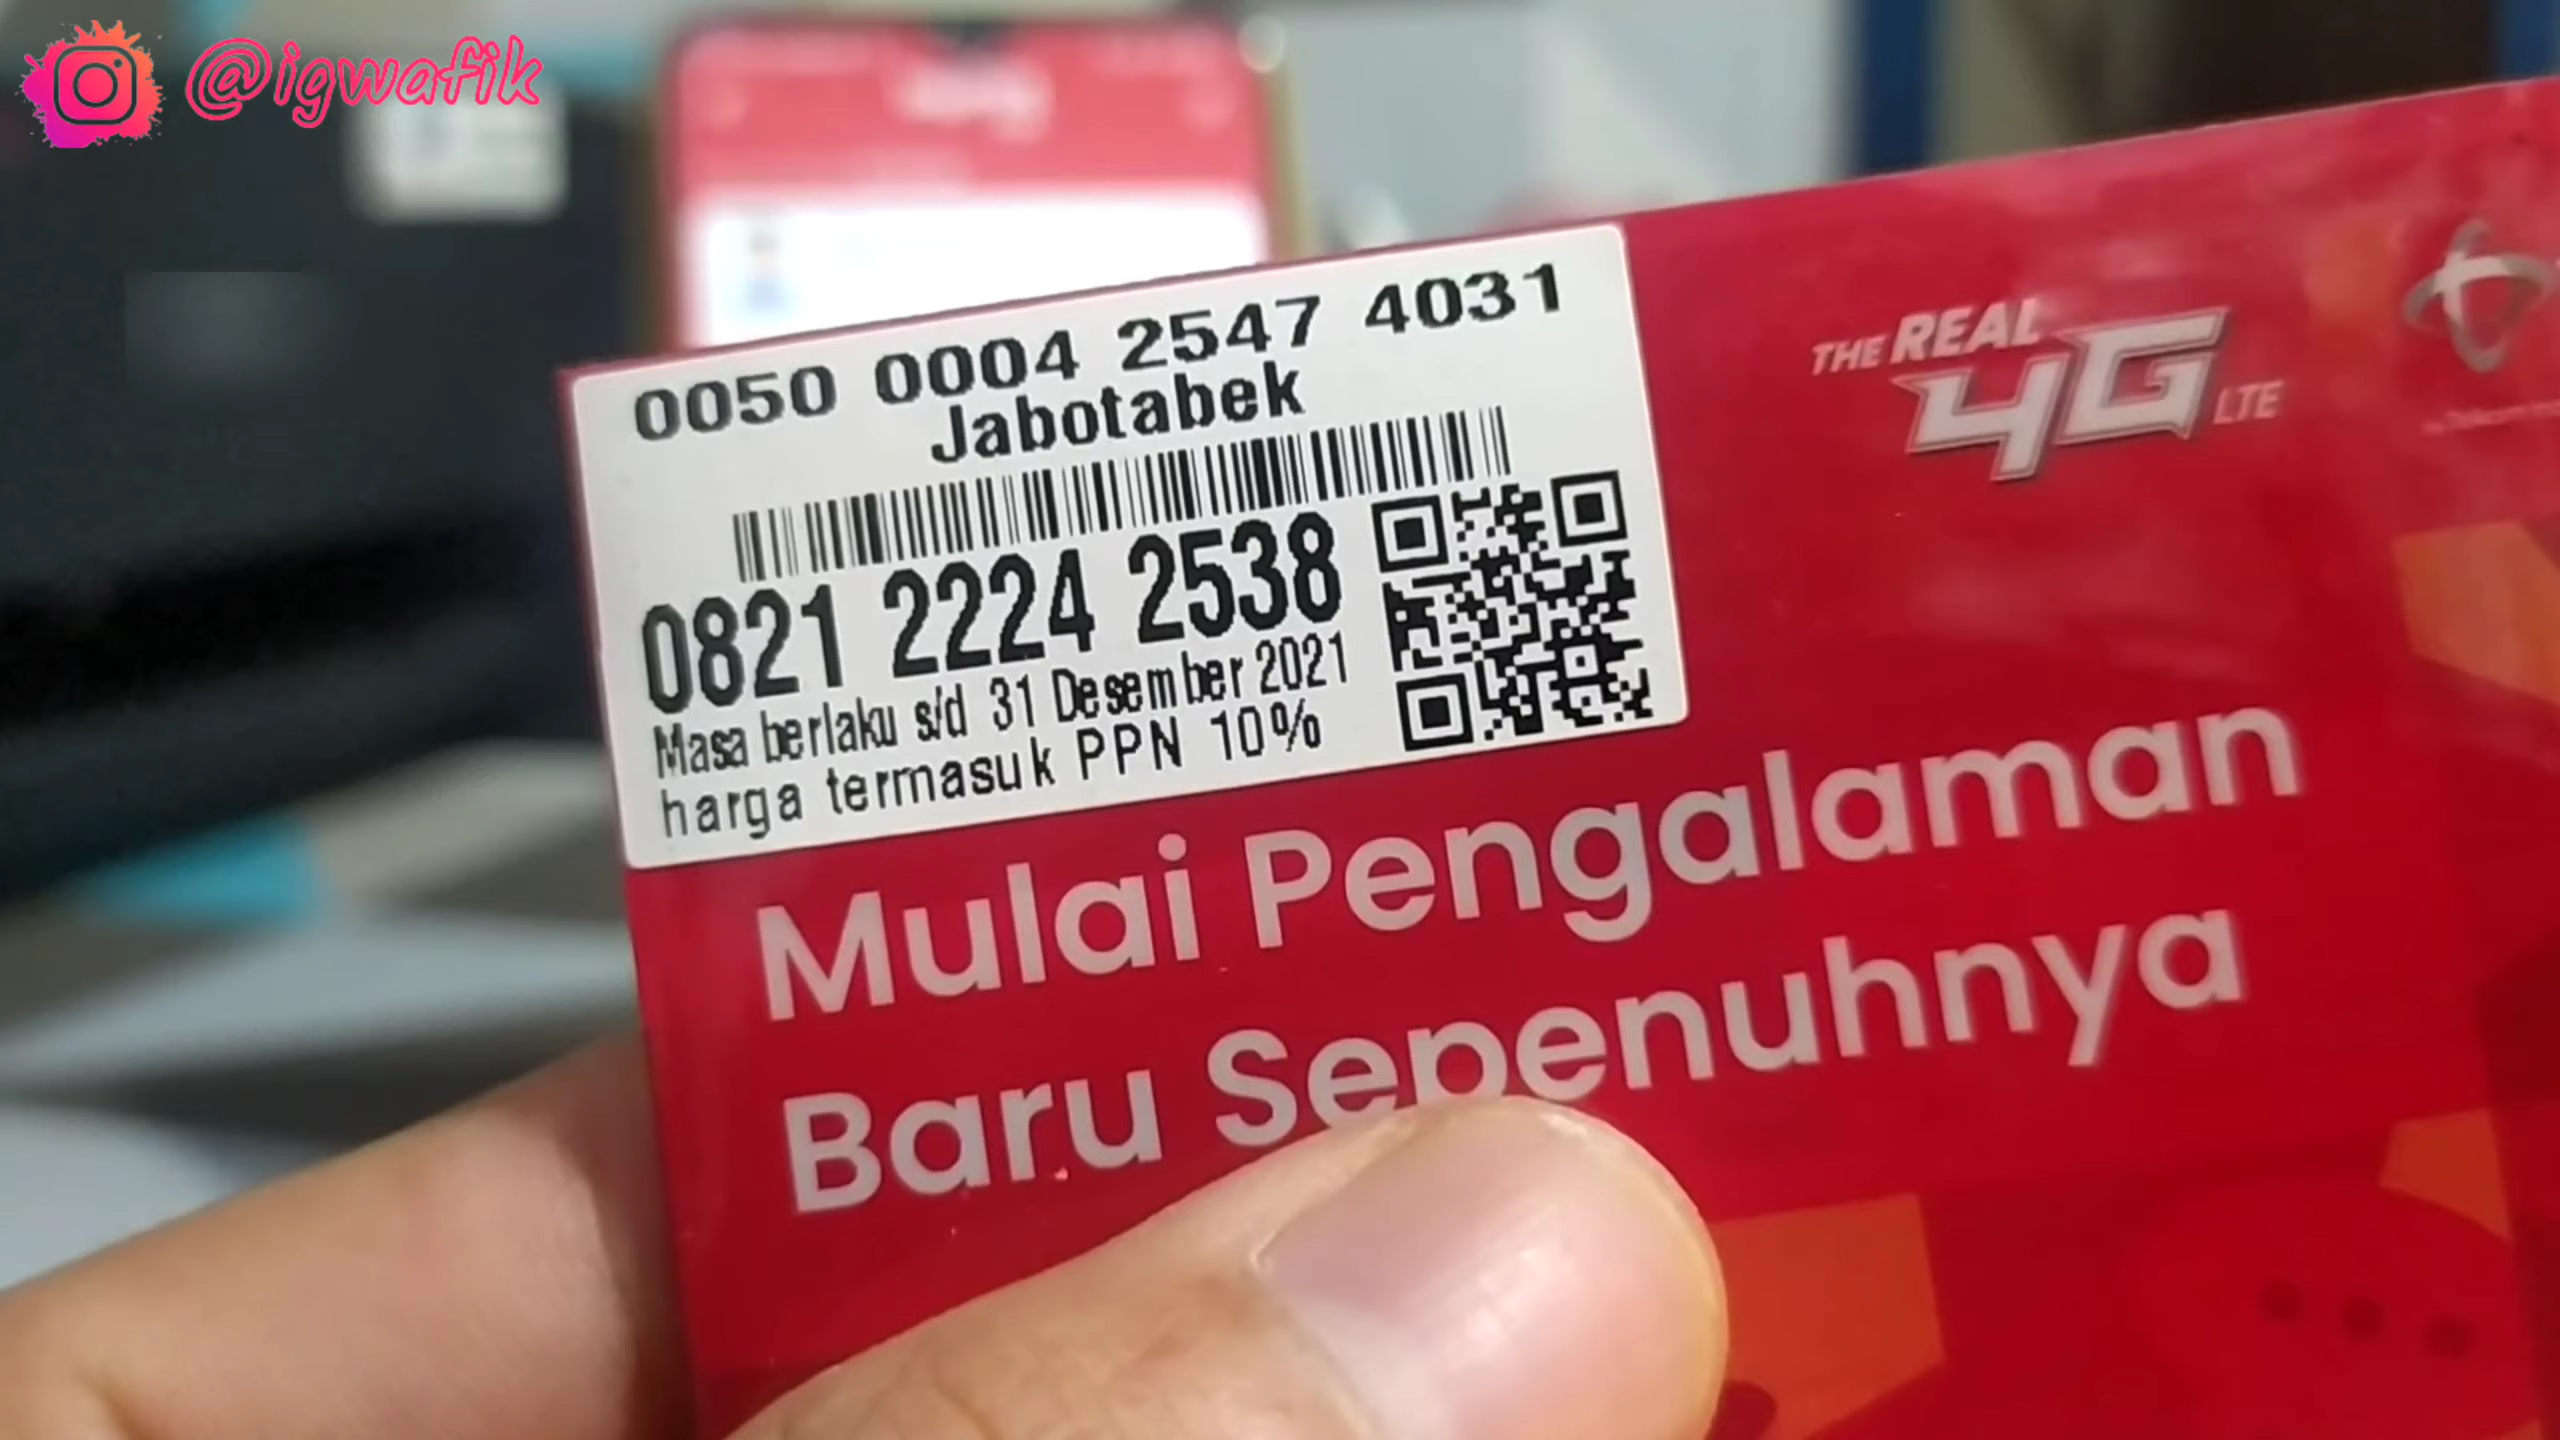 @igwafik
0050 0004 2547 4031
Jabotabek
0821 2224 2538
Masa berlaku s/d 31 Desember 2021
harga termasuk PPN 10%
THE REAL
4G LTE
Mulai Pengalaman
Baru Sepenuhnya